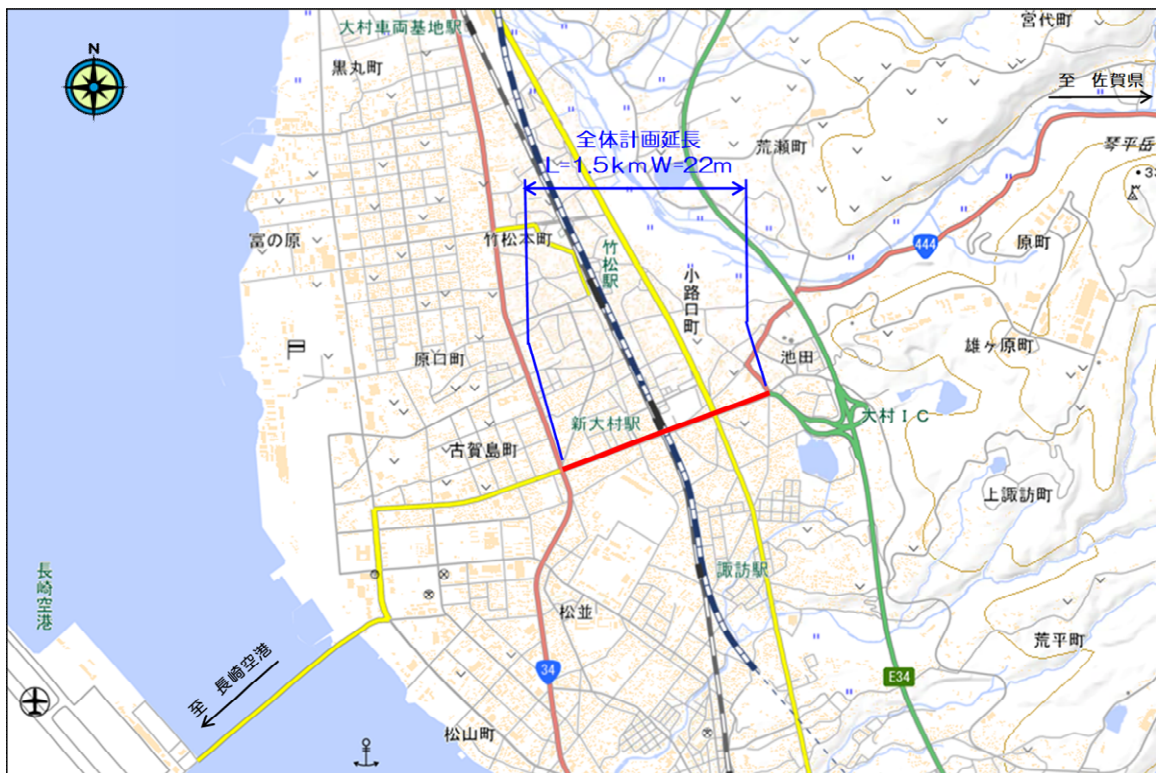 大村車両基地駅
宮代町
N
黒丸町
至 佐賀県
全体計画延長
L=1.5km W=22m
荒瀬町
琴平岳
富の原
竹松本町
竹松駅
444
原町
小路口町
原口町
池田
雄ヶ原町
新大村駅
大村IC
古賀島町
上諏訪町
長崎空港
諏訪駅
松並
荒平町
34
E34
至 長崎空港
松山町